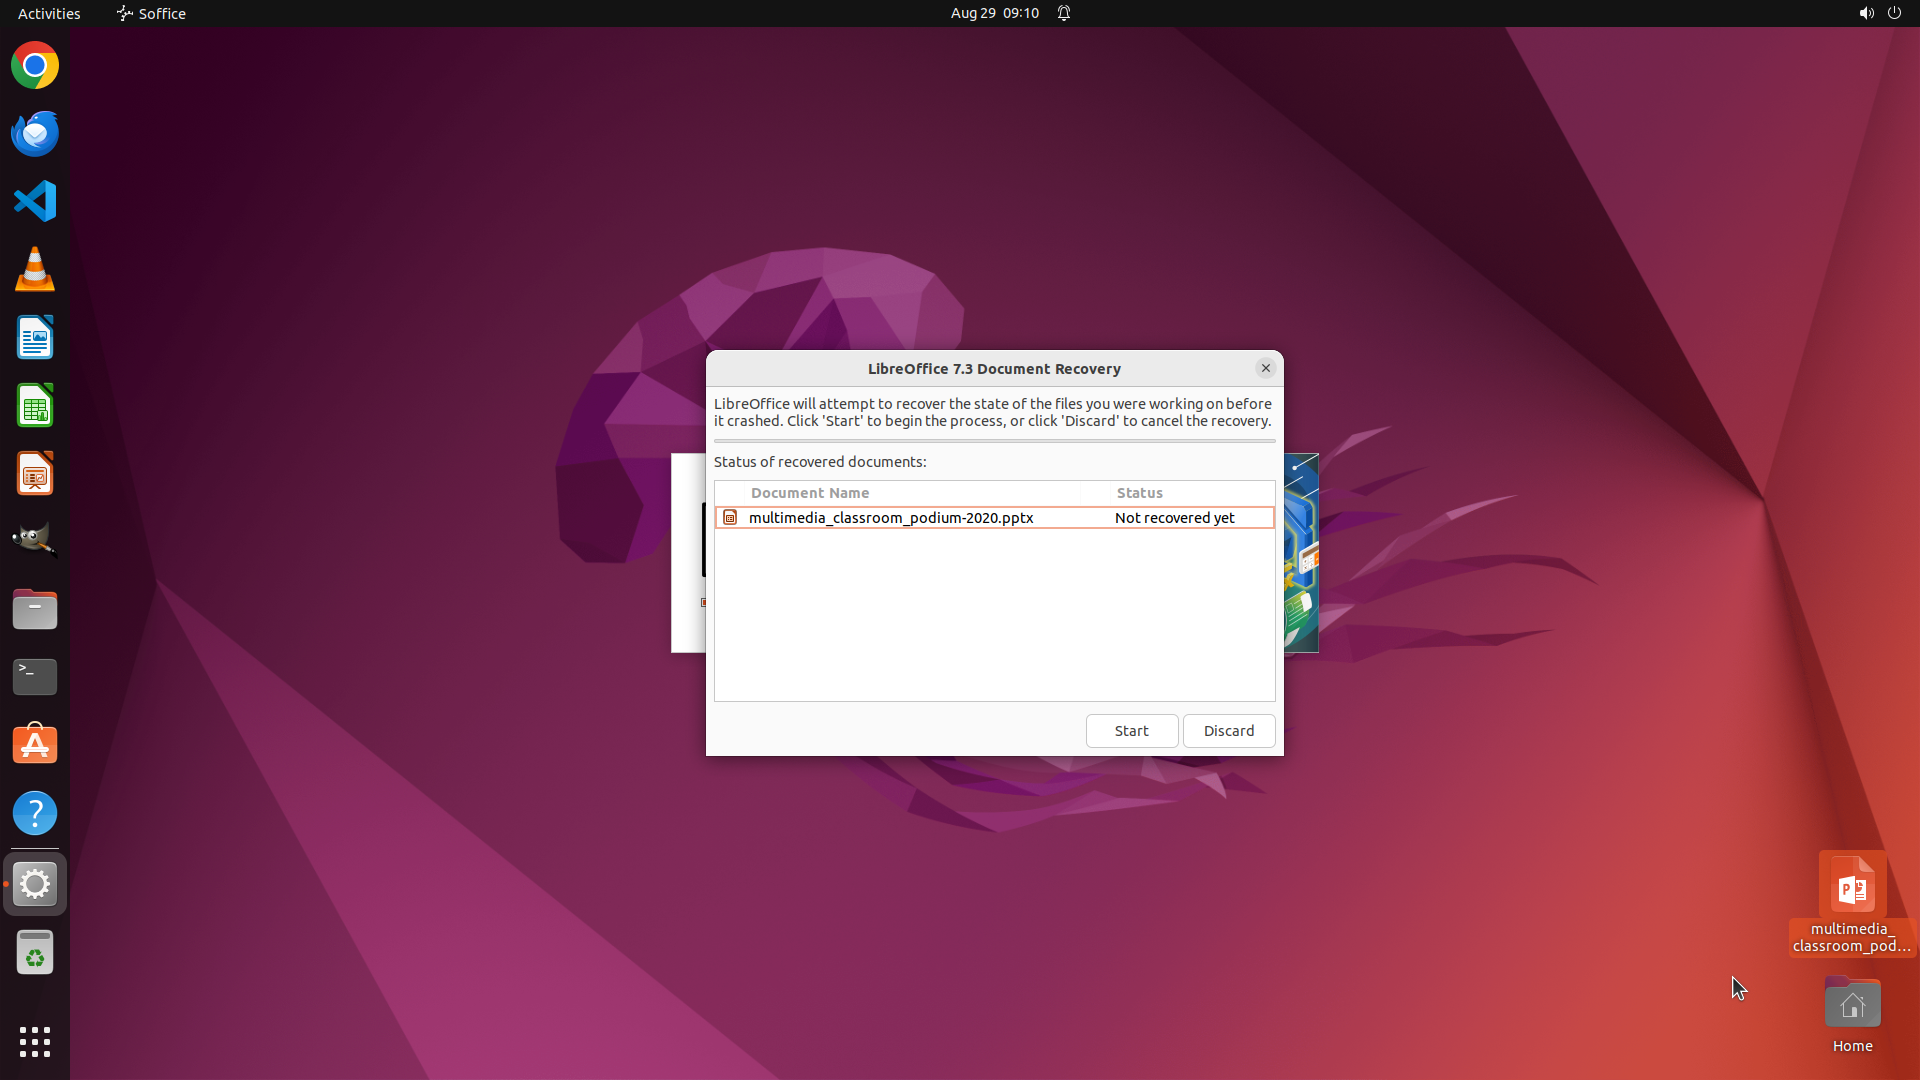 Activities
Soffice
Aug 29 09:10
LibreOffice 7.3 Document Recovery
LibreOffice will attempt to recover the state of the files you were working on before
it crashed. Click 'Start' to begin the process, or click 'Discard' to cancel the recovery.
Status of recovered documents:
Document Name Status
multimedia_classroom_podium-2020.pptx Not recovered yet
Start Discard
multimedia_
classroom_pod...
Home